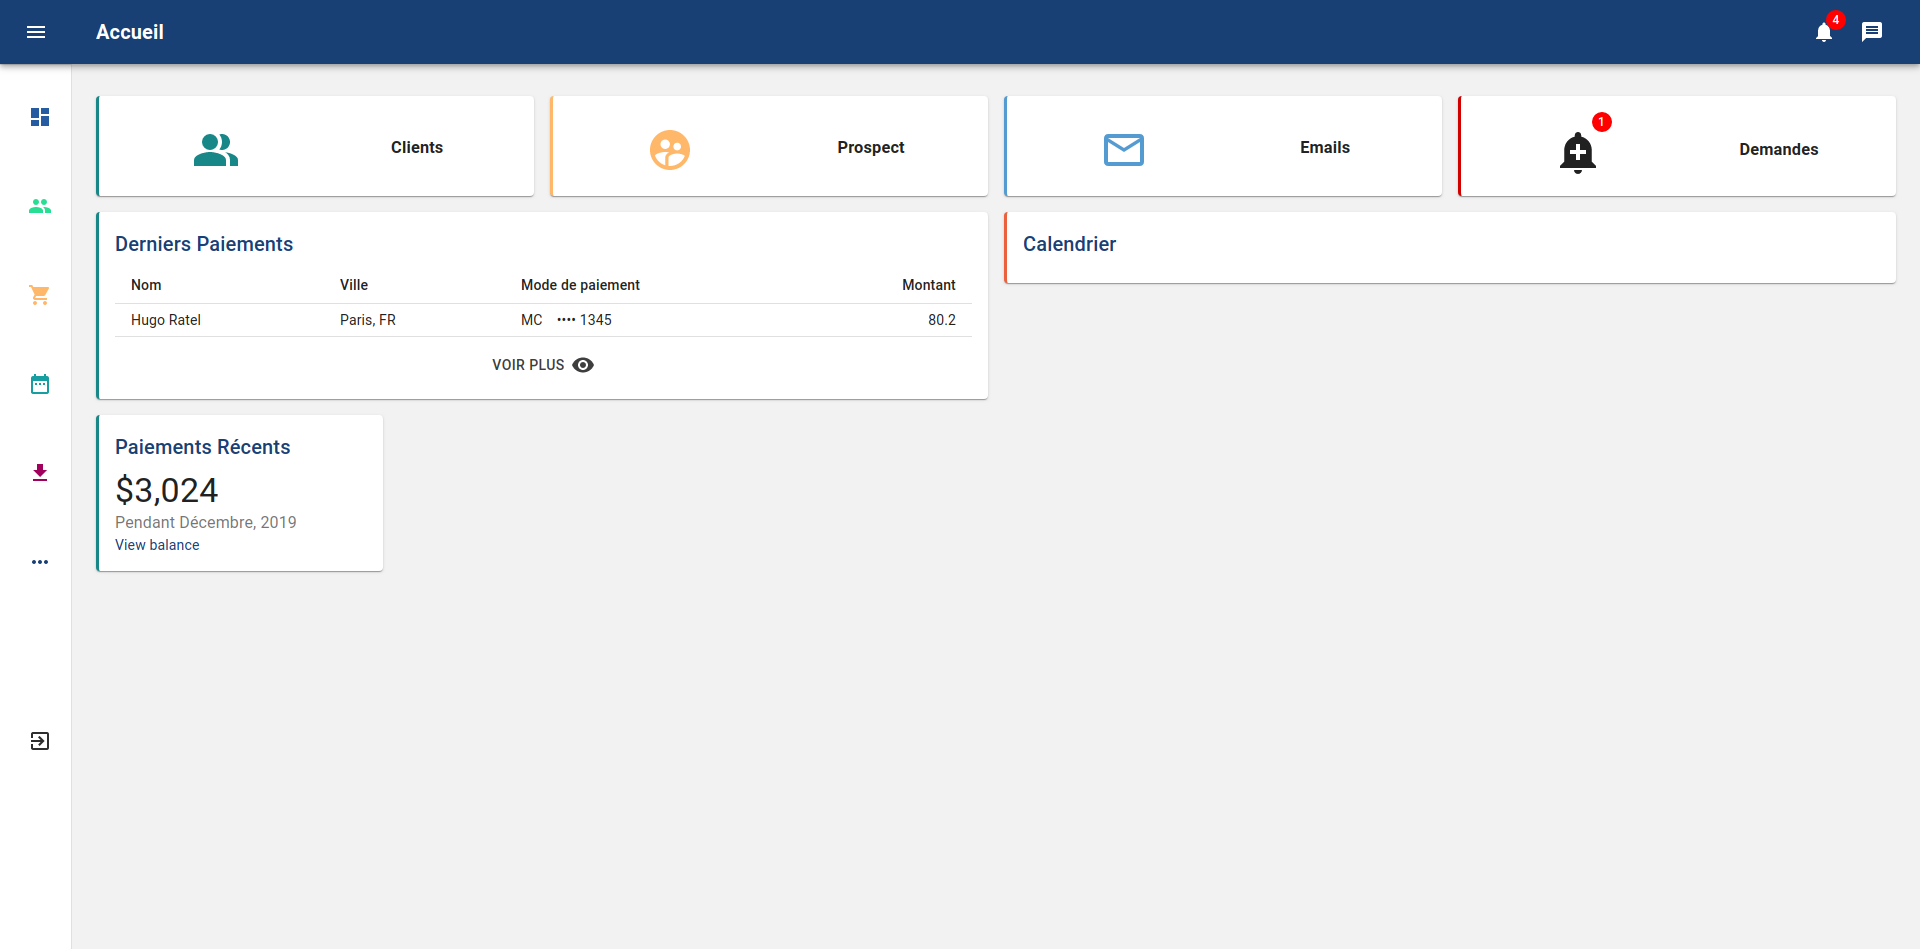 Accueil
4
Clients
Prospect
Emails
1
Demandes
Derniers Paiements
Nom Ville Mode de paiement Montant
Hugo Ratel Paris, FR MC •••• 1345 80.2
VOIR PLUS
Calendrier
Paiements Récents
$3,024
Pendant Décembre, 2019
View balance